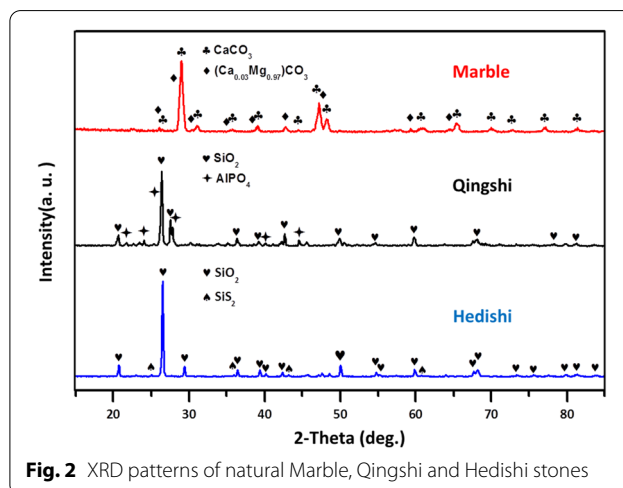 ♣ CaCO₃
♦ (Ca₀.₀₃Mg₀.₉₇)CO₃
Marble
♥ SiO₂
✦ AlPO₄
Qingshi
♥ SiO₂
♠ SiS₂
Hedishi
Intensity(a. u.)
15 20 25 30 35 40 45 50 55 60 65 70 75 80 85
2-Theta (deg.)
Fig. 2 XRD patterns of natural Marble, Qingshi and Hedishi stones